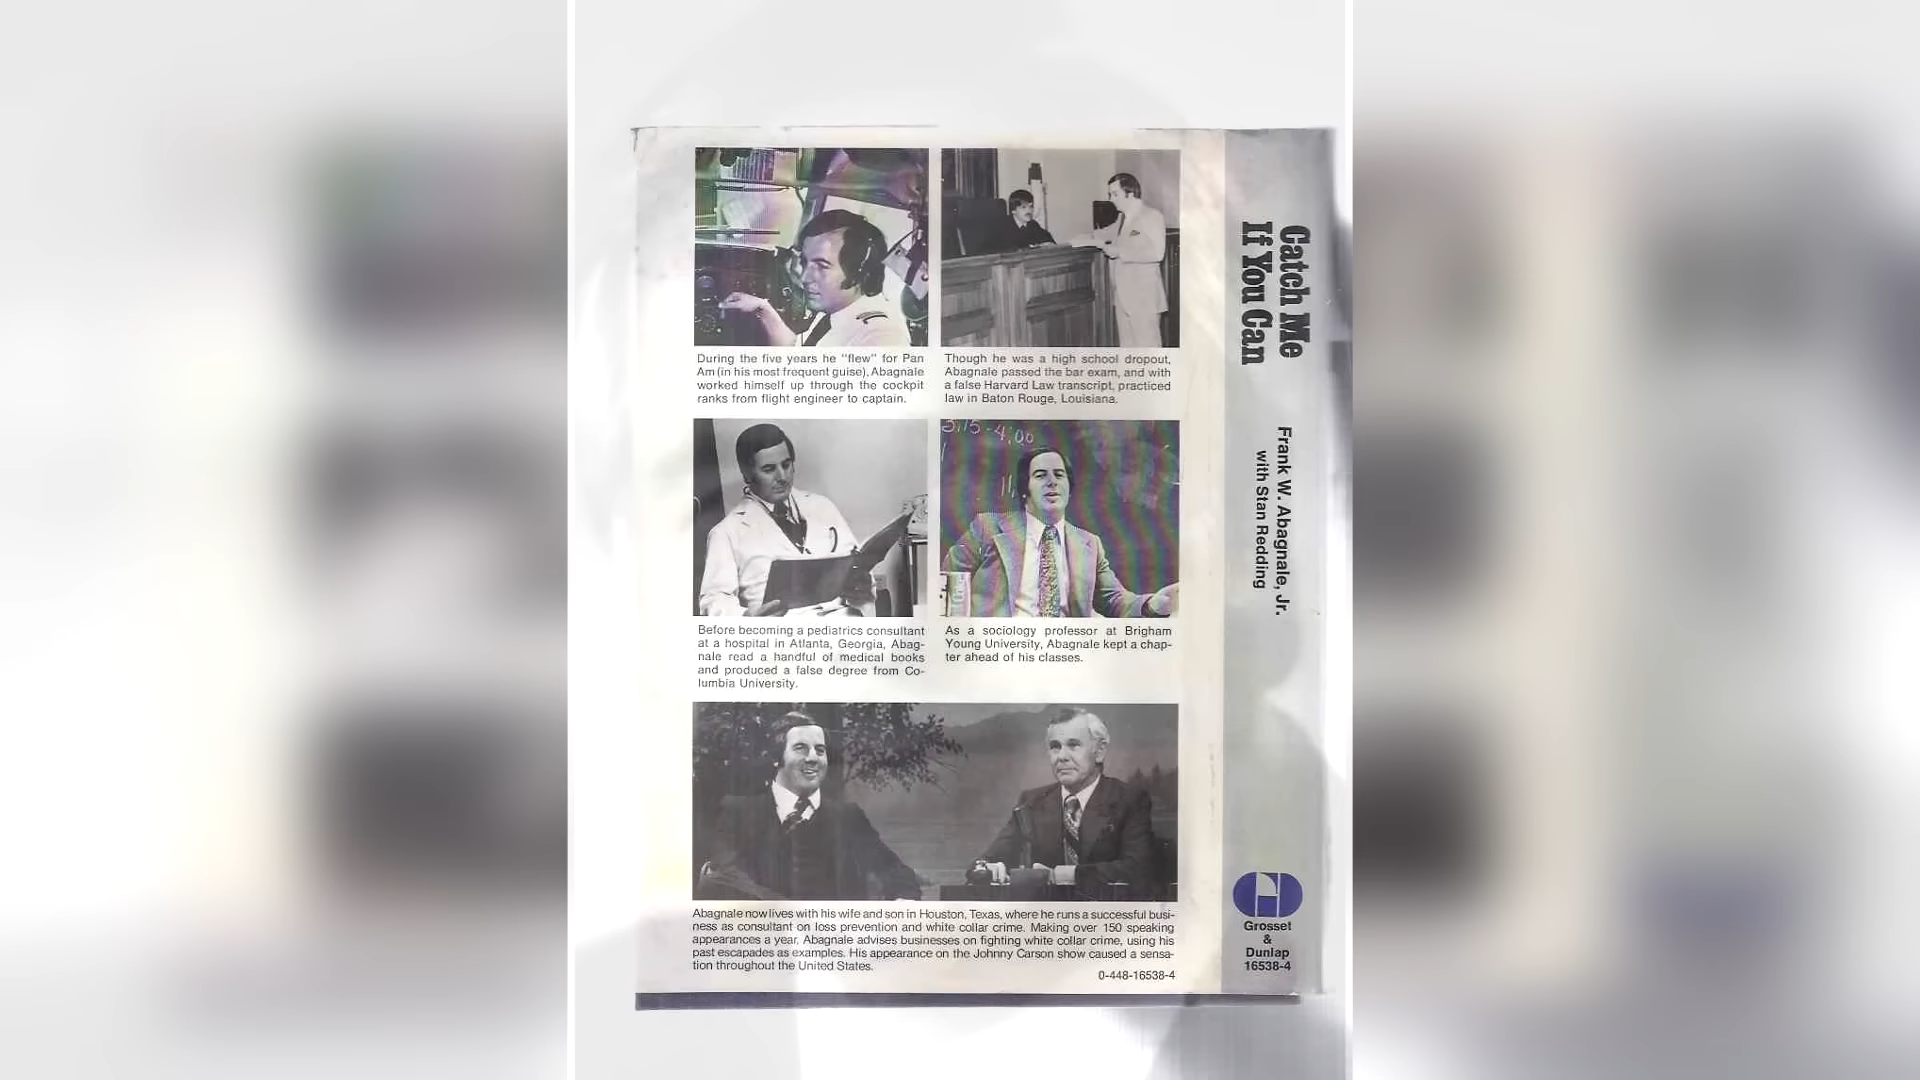 3:15-4:00
During the five years he "flew" for Pan
Am (in his most frequent guise), Abagnale
worked himself up through the cockpit
ranks from flight engineer to captain.
Though he was a high school dropout,
Abagnale passed the bar exam, and with
a false Harvard Law transcript, practiced
law in Baton Rouge, Louisiana.
Before becoming a pediatrics consultant
at a hospital in Atlanta, Georgia, Abag-
nale read a handful of medical books
and produced a false degree from Co-
lumbia University.
As a sociology professor at Brigham
Young University, Abagnale kept a chap-
ter ahead of his classes.
Abagnale now lives with his wife and son in Houston, Texas, where he runs a successful busi-
ness as consultant on loss prevention and white collar crime. Making over 150 speaking
appearances a year, Abagnale advises businesses on fighting white collar crime, using his
past escapades as examples. His appearance on the Johnny Carson show caused a sensa-
tion throughout the United States.
0-448-16538-4
Catch Me
If You Can
Frank W. Abagnale, Jr.
with Stan Redding
Grosset
&
Dunlap
16538-4